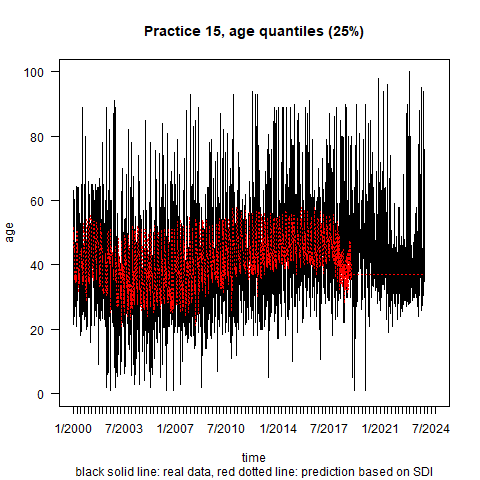 Practice 15, age quantiles (25%)
100
80
60
40
20
0
age
1/2000 7/2003 1/2007 7/2010 1/2014 7/2017 1/2021 7/2024
time
black solid line: real data, red dotted line: prediction based on SDI